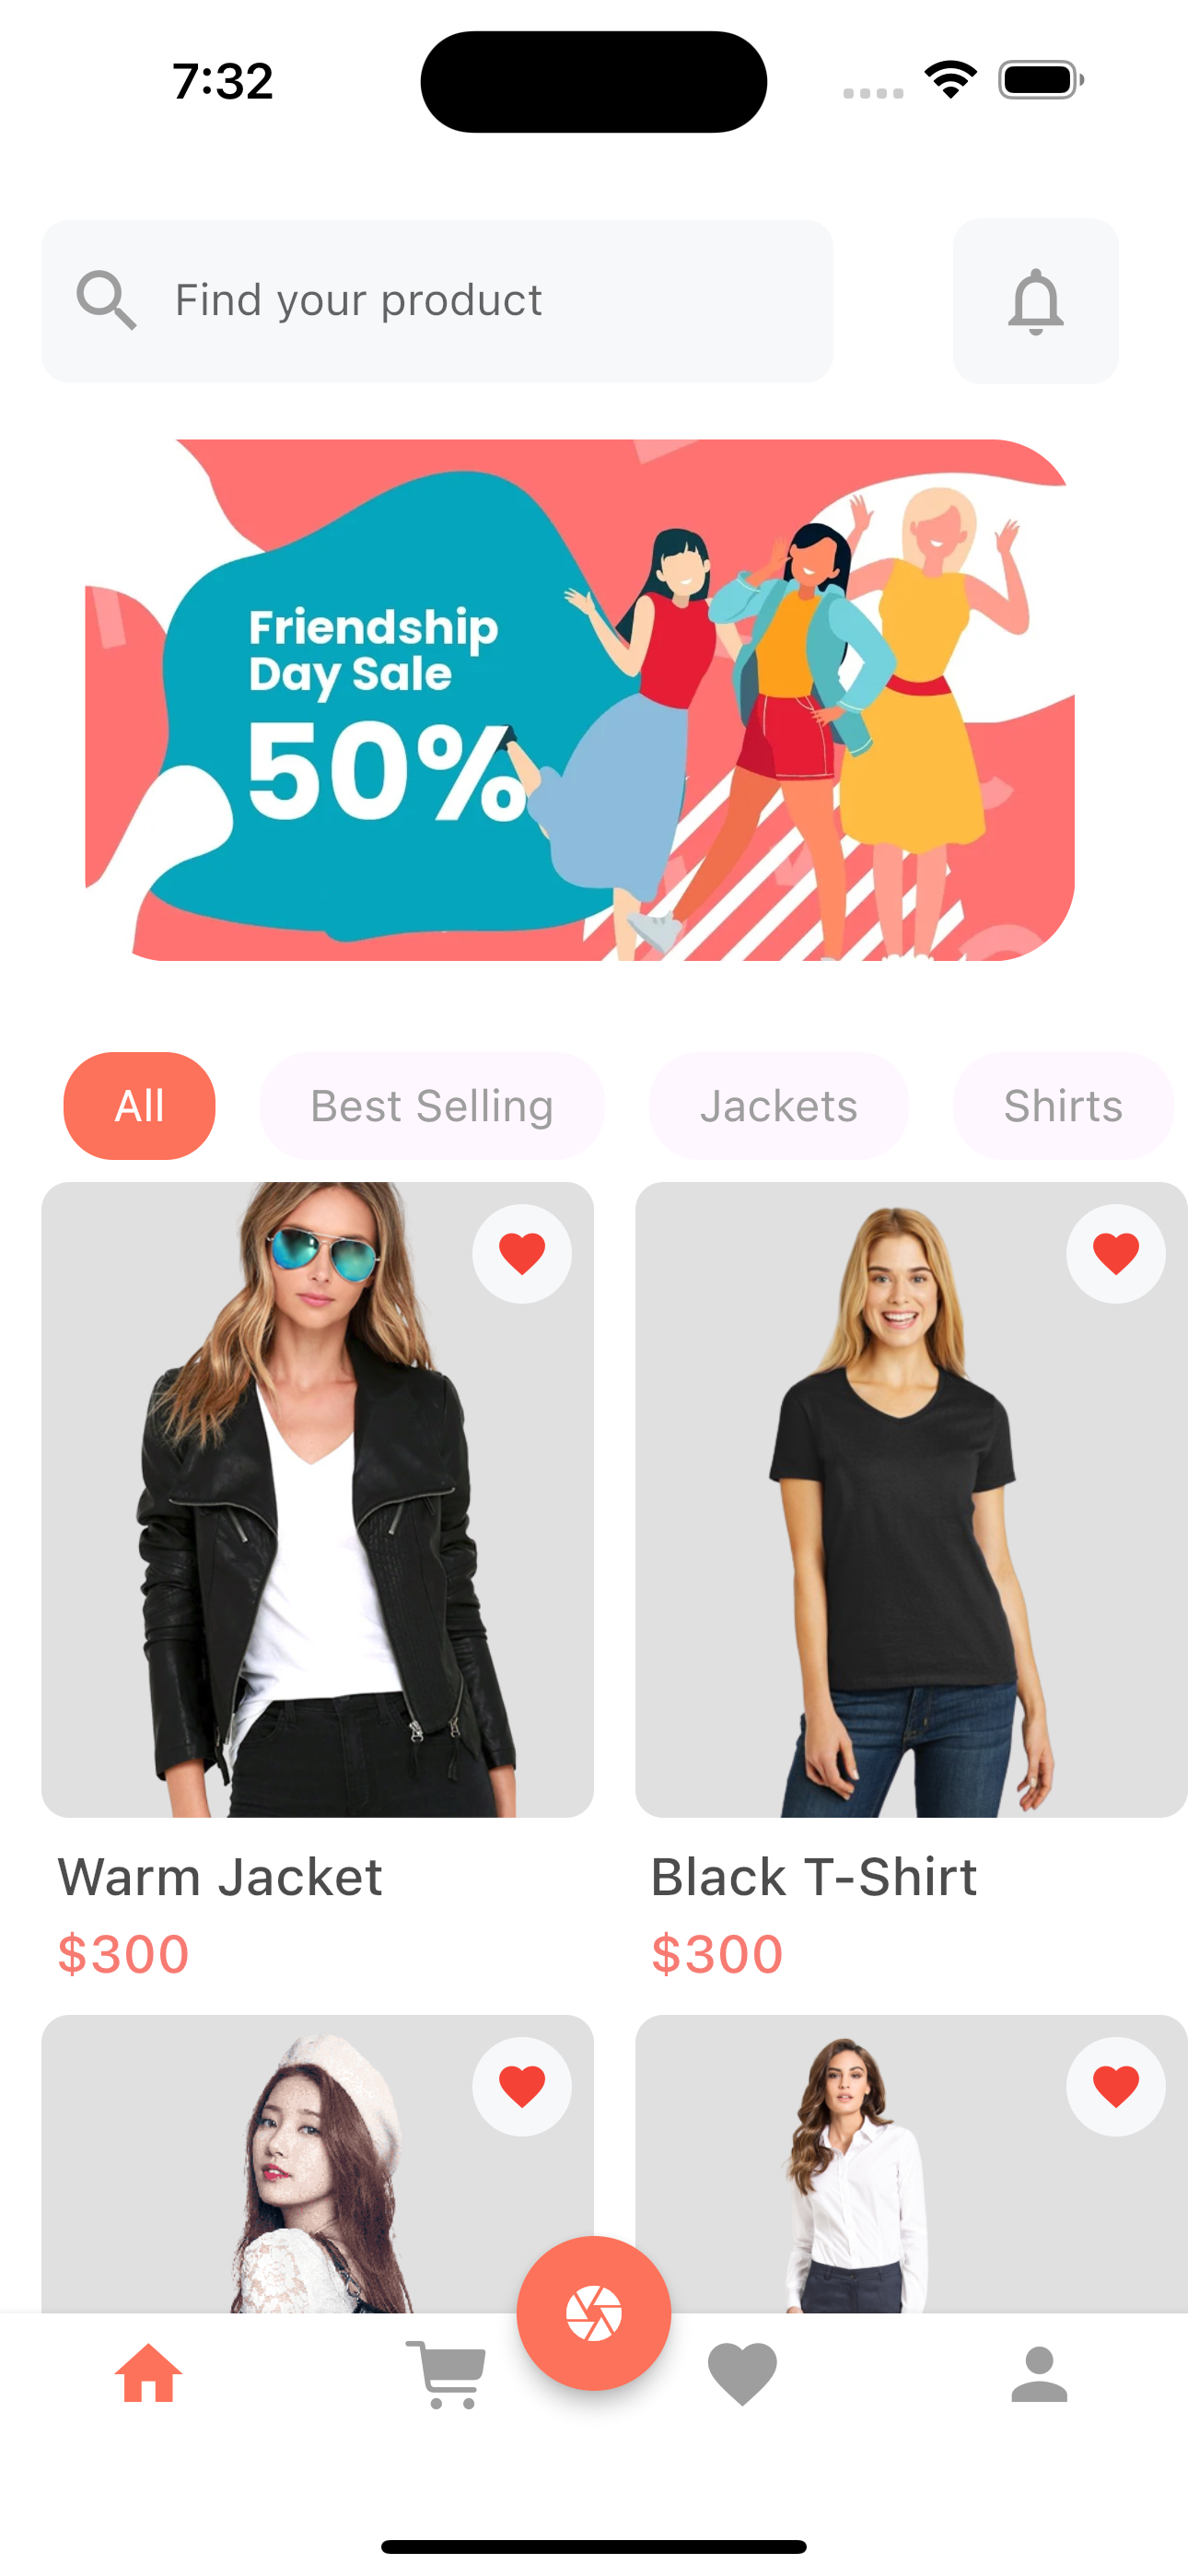 7:32
Find your product
Friendship
Day Sale
50%
All
Best Selling
Jackets
Shirts
Warm Jacket
Black T-Shirt
$300
$300